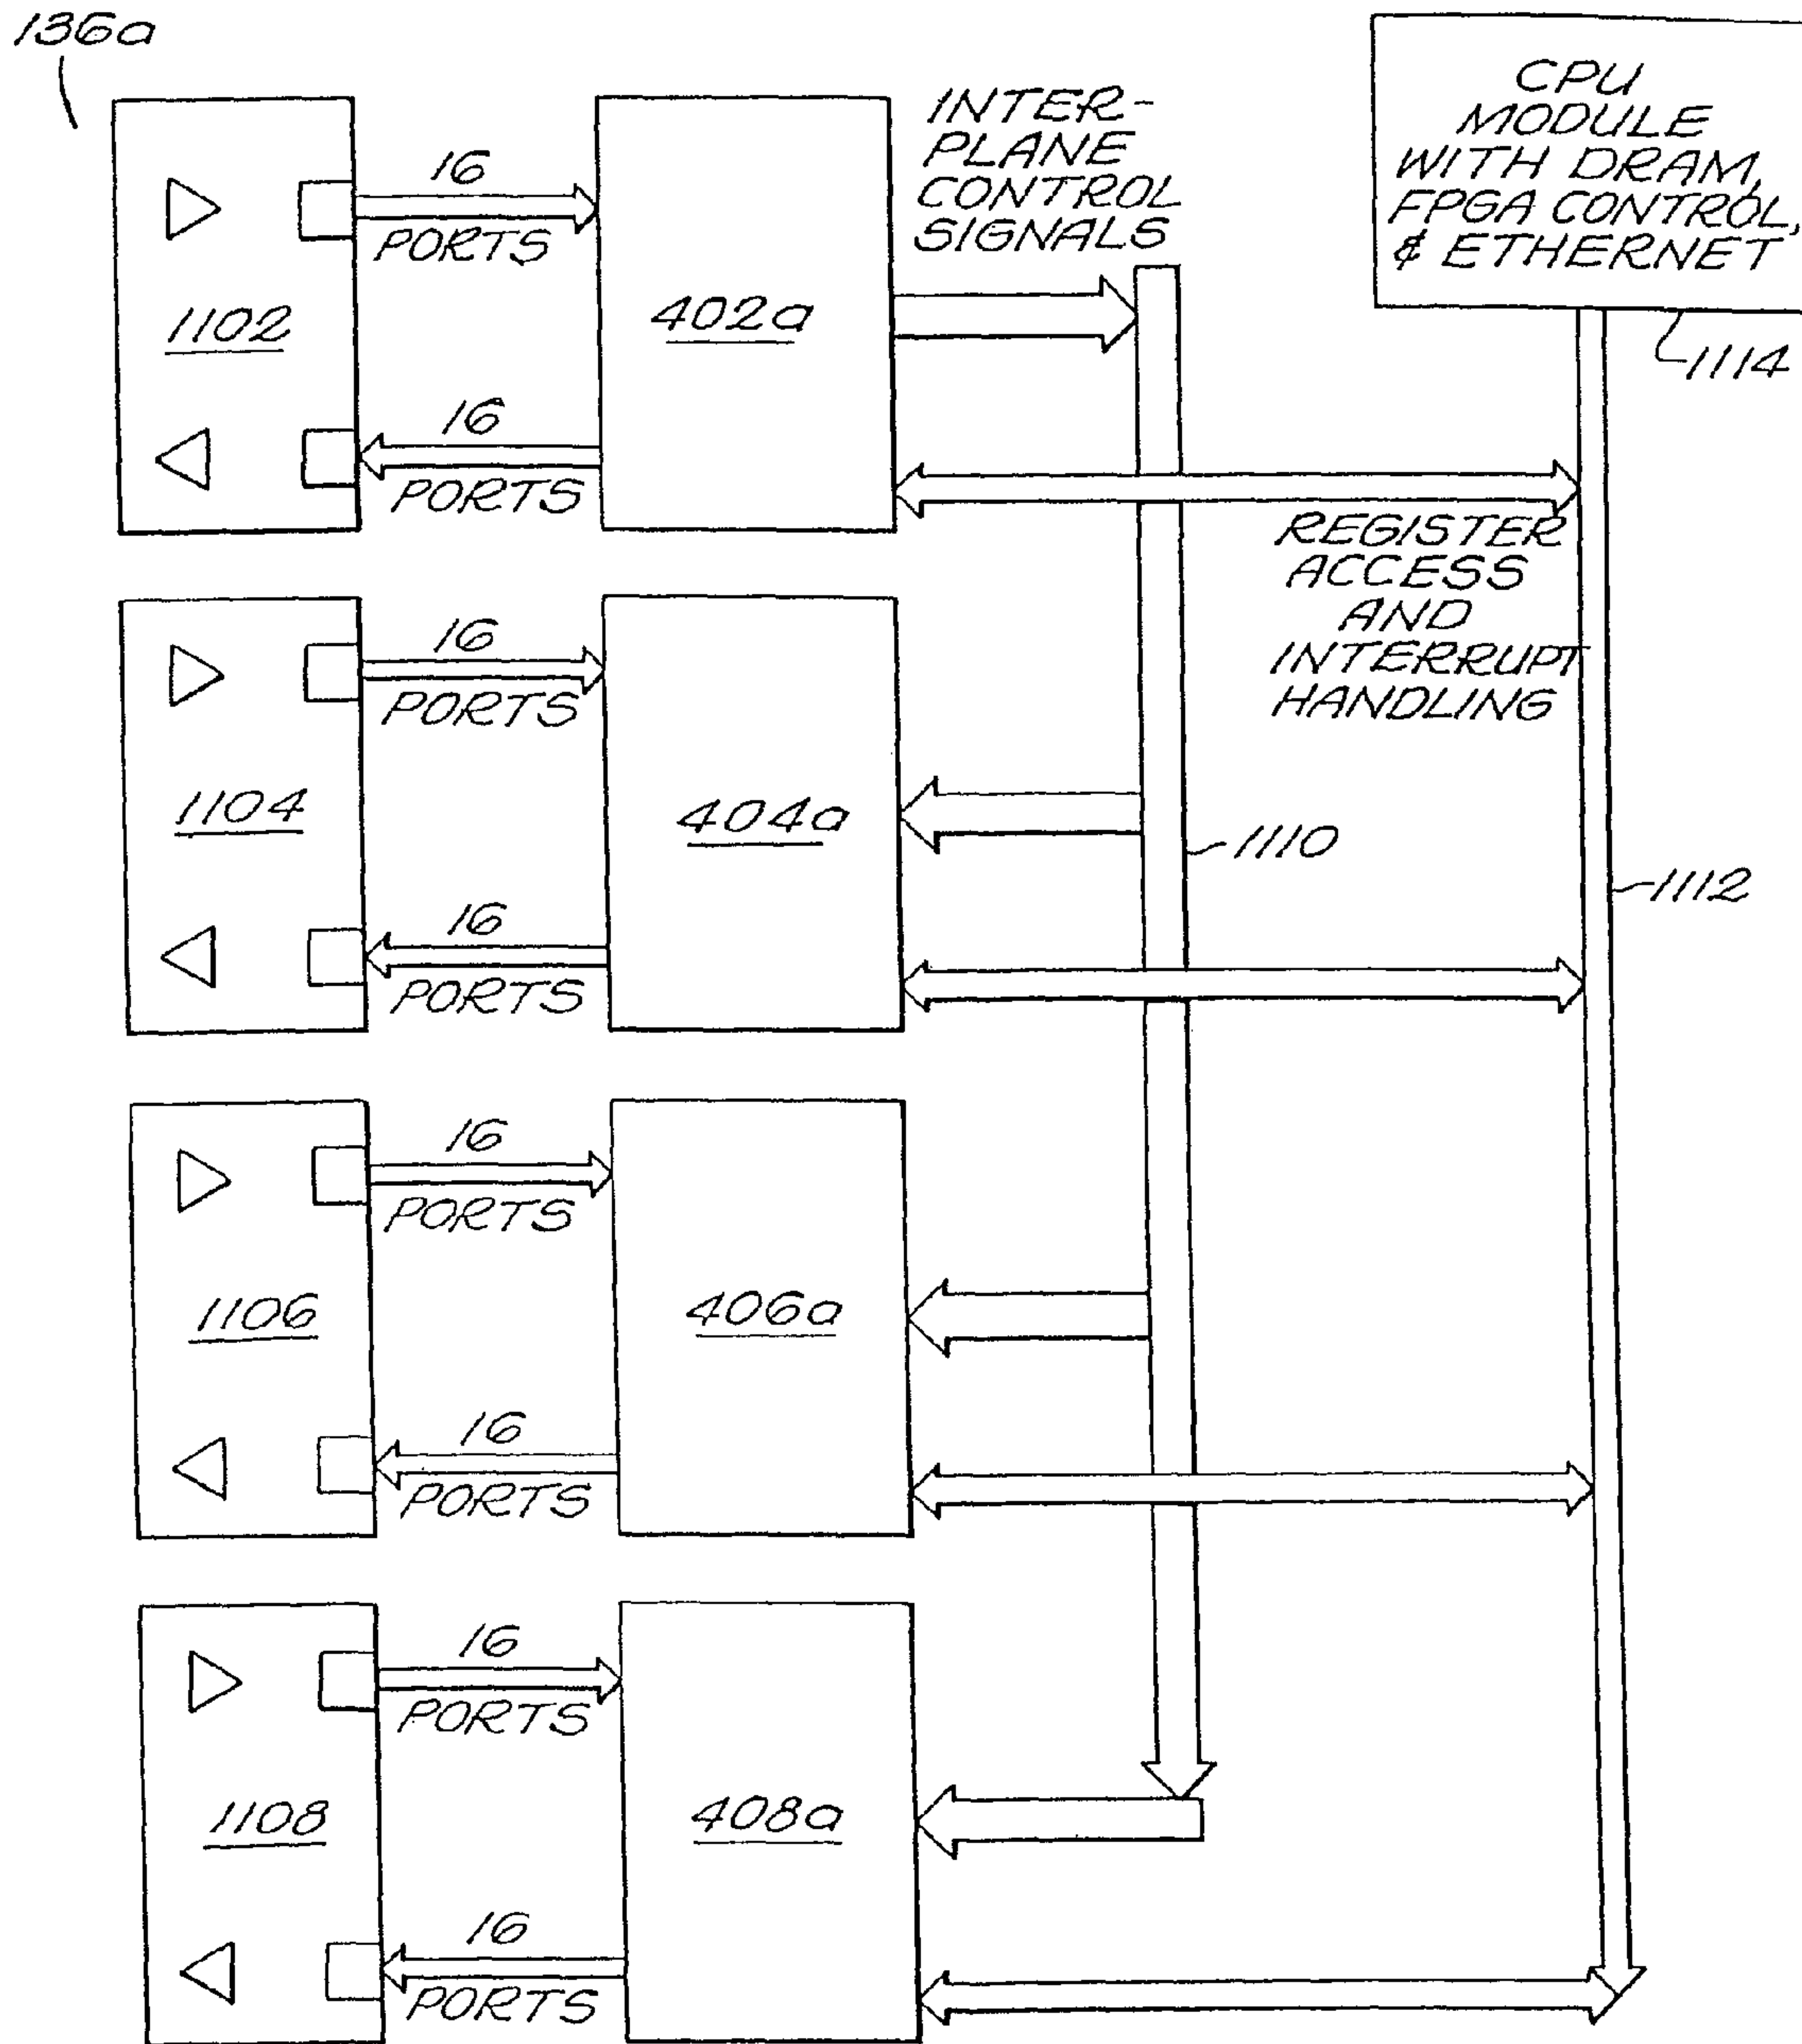 136a
CPU
MODULE
WITH DRAM,
FPGA CONTROL,
& ETHERNET
1114
INTER-
PLANE
CONTROL
SIGNALS
16
PORTS
1102
402a
16
PORTS
REGISTER
ACCESS
AND
INTERRUPT
HANDLING
16
PORTS
1104
404a
1110
1112
16
PORTS
16
PORTS
1106
406a
16
PORTS
16
PORTS
1108
408a
16
PORTS